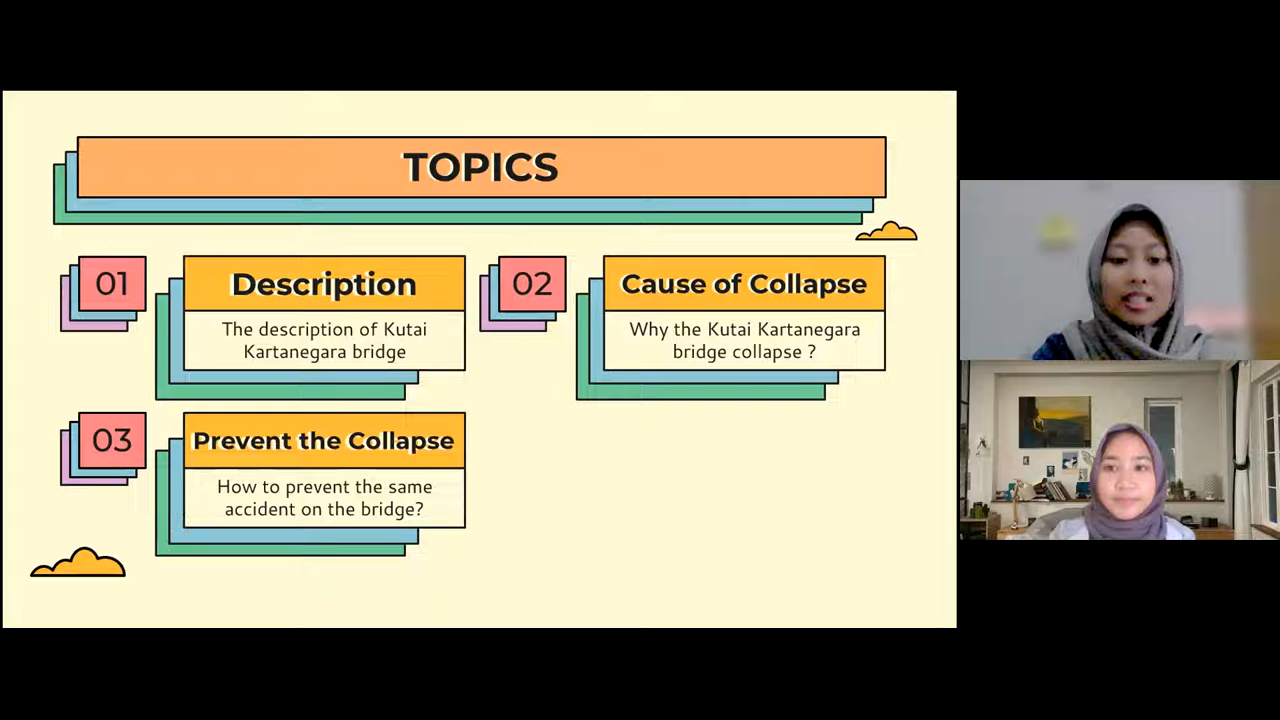 TOPICS
01
Description
The description of Kutai
Kartanegara bridge
02
Cause of Collapse
Why the Kutai Kartanegara
bridge collapse ?
03
Prevent the Collapse
How to prevent the same
accident on the bridge?